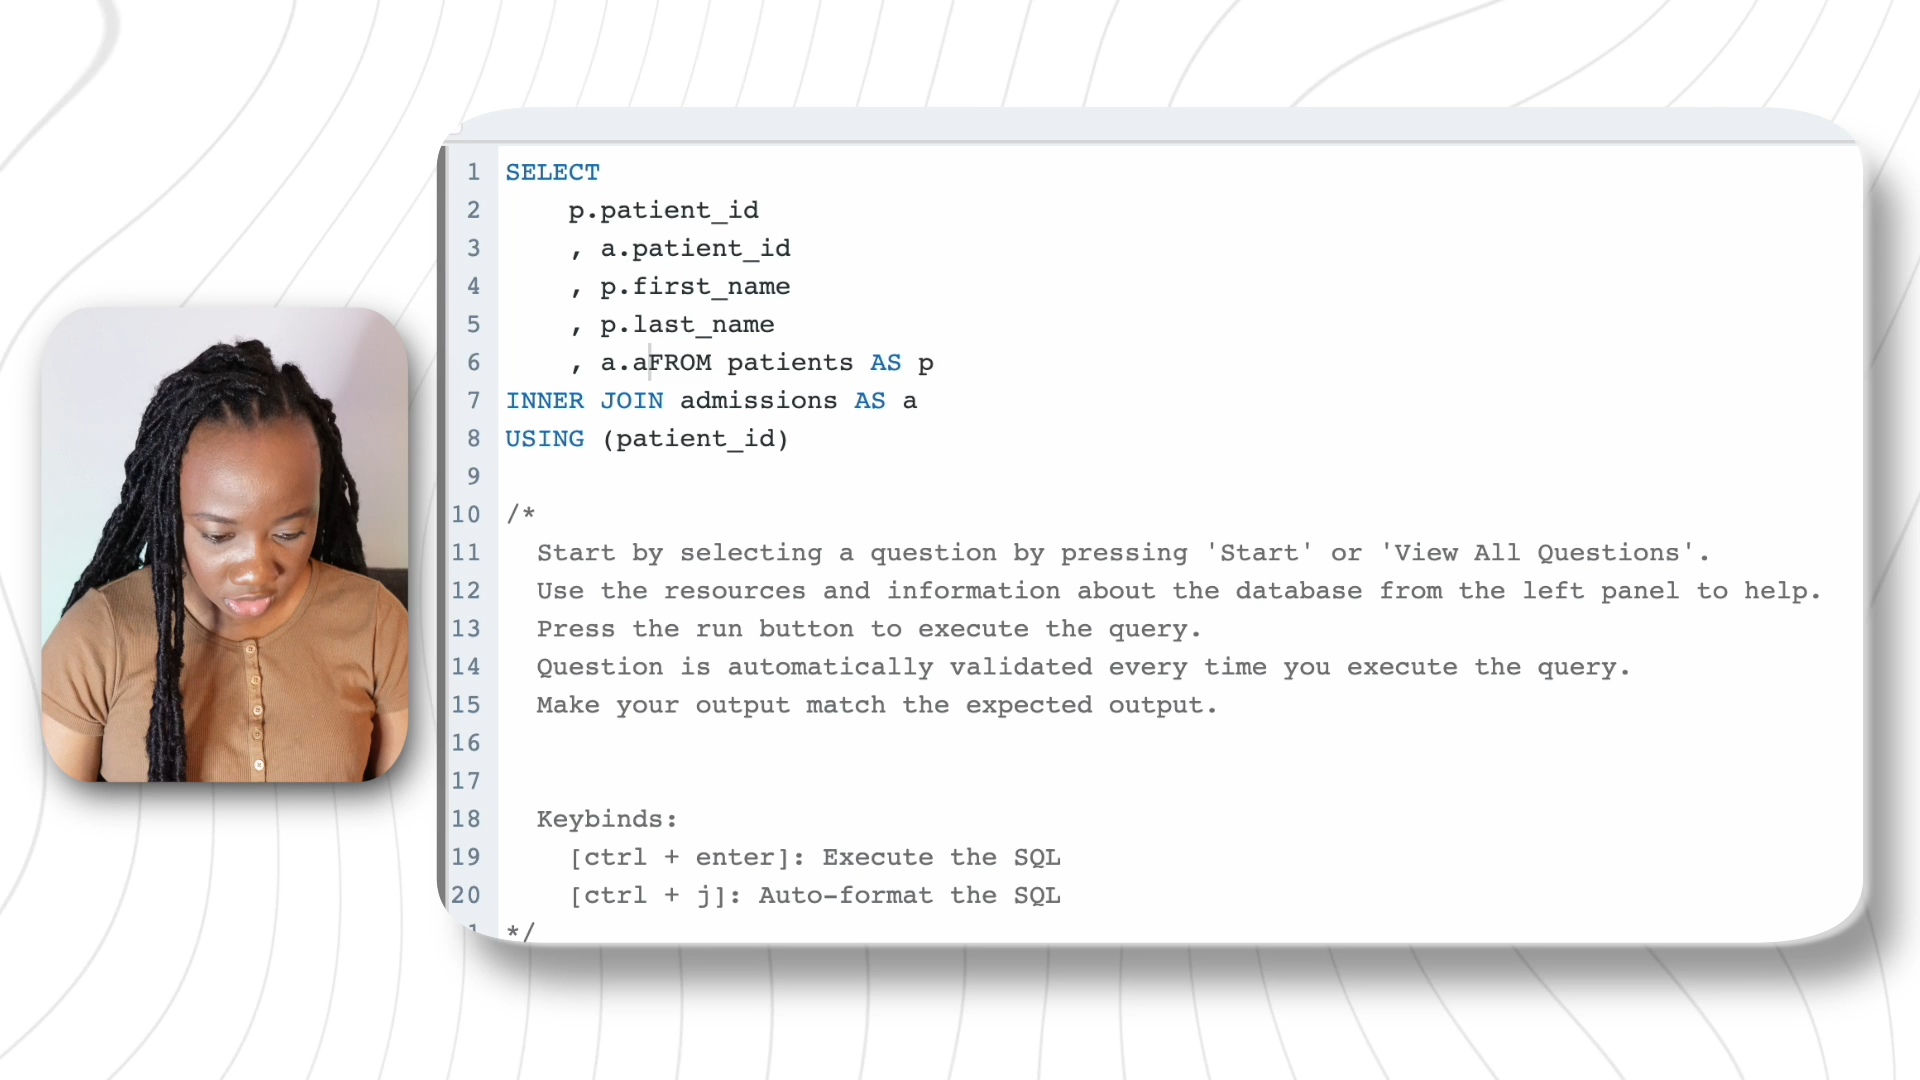 1 SELECT
2 p.patient_id
3 , a.patient_id
4 , p.first_name
5 , p.last_name
6 , a.aFROM patients AS p
7 INNER JOIN admissions AS a
8 USING (patient_id)
9
10 /*
11 Start by selecting a question by pressing 'Start' or 'View All Questions'.
12 Use the resources and information about the database from the left panel to help.
13 Press the run button to execute the query.
14 Question is automatically validated every time you execute the query.
15 Make your output match the expected output.
16
17
18 Keybinds:
19 [ctrl + enter]: Execute the SQL
20 [ctrl + j]: Auto-format the SQL
*/